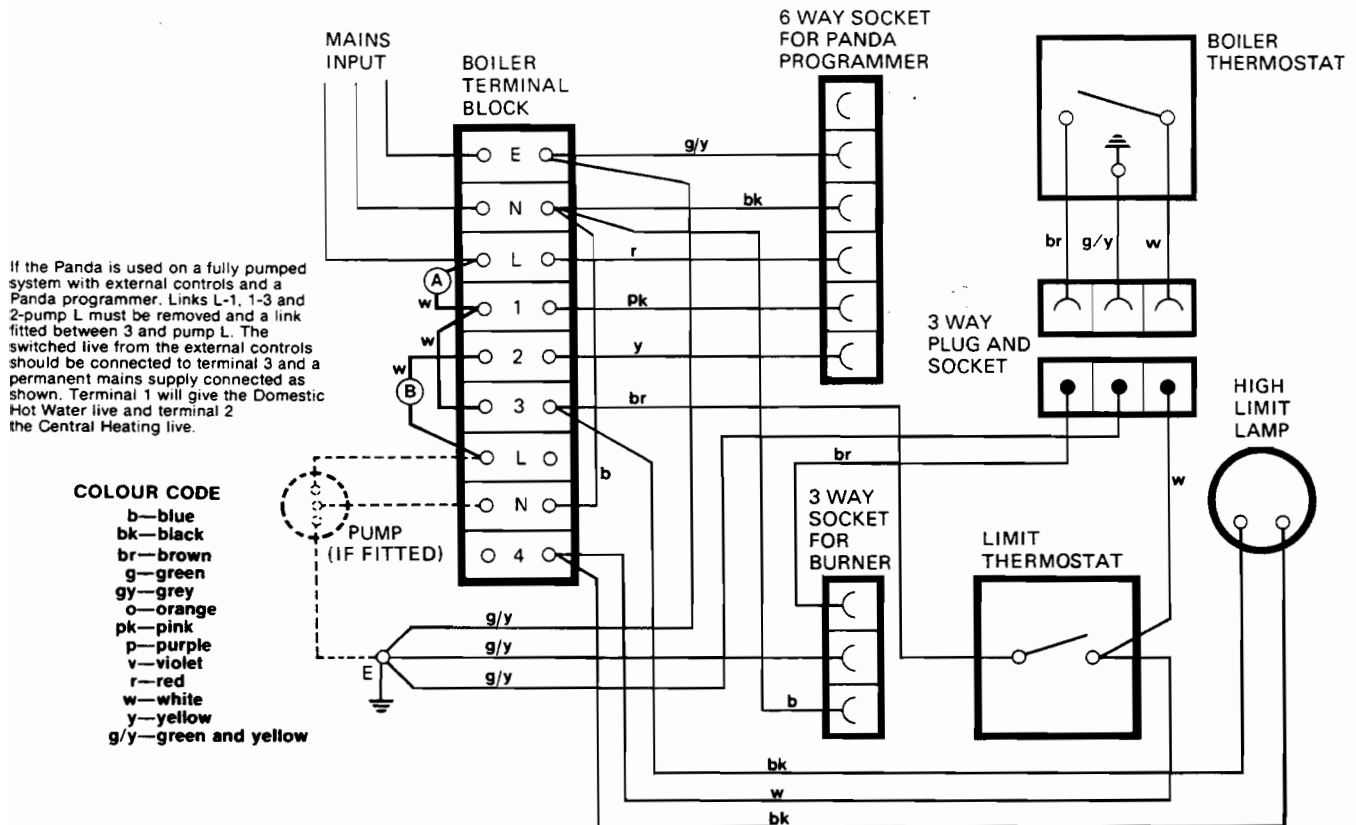 MAINS
INPUT
BOILER
TERMINAL
BLOCK
6 WAY SOCKET
FOR PANDA
PROGRAMMER
BOILER
THERMOSTAT
E
N
L
1
2
3
L
N
4
g/y
bk
r
Pk
y
br
b
A
w
w
w
B
br
g/y
w
3 WAY
PLUG AND
SOCKET
HIGH
LIMIT
LAMP
If the Panda is used on a fully pumped
system with external controls and a
Panda programmer. Links L-1, 1-3 and
2-pump L must be removed and a link
fitted between 3 and pump L. The
switched live from the external controls
should be connected to terminal 3 and a
permanent mains supply connected as
shown. Terminal 1 will give the Domestic
Hot Water live and terminal 2
the Central Heating live.
COLOUR CODE
b—blue
bk—black
br—brown
g—green
gy—grey
o—orange
pk—pink
p—purple
v—violet
r—red
w—white
y—yellow
g/y—green and yellow
PUMP
(IF FITTED)
E
g/y
g/y
g/y
br
3 WAY
SOCKET
FOR
BURNER
b
LIMIT
THERMOSTAT
w
bk
w
bk